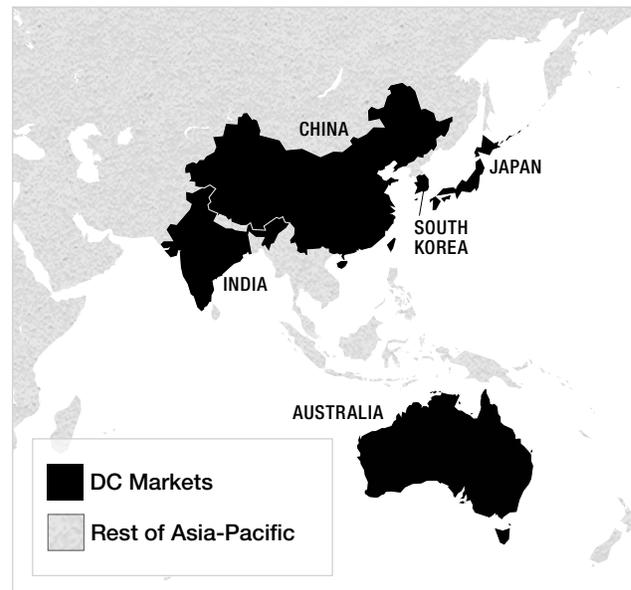 CHINA
JAPAN
SOUTH
KOREA
INDIA
AUSTRALIA
DC Markets
Rest of Asia-Pacific